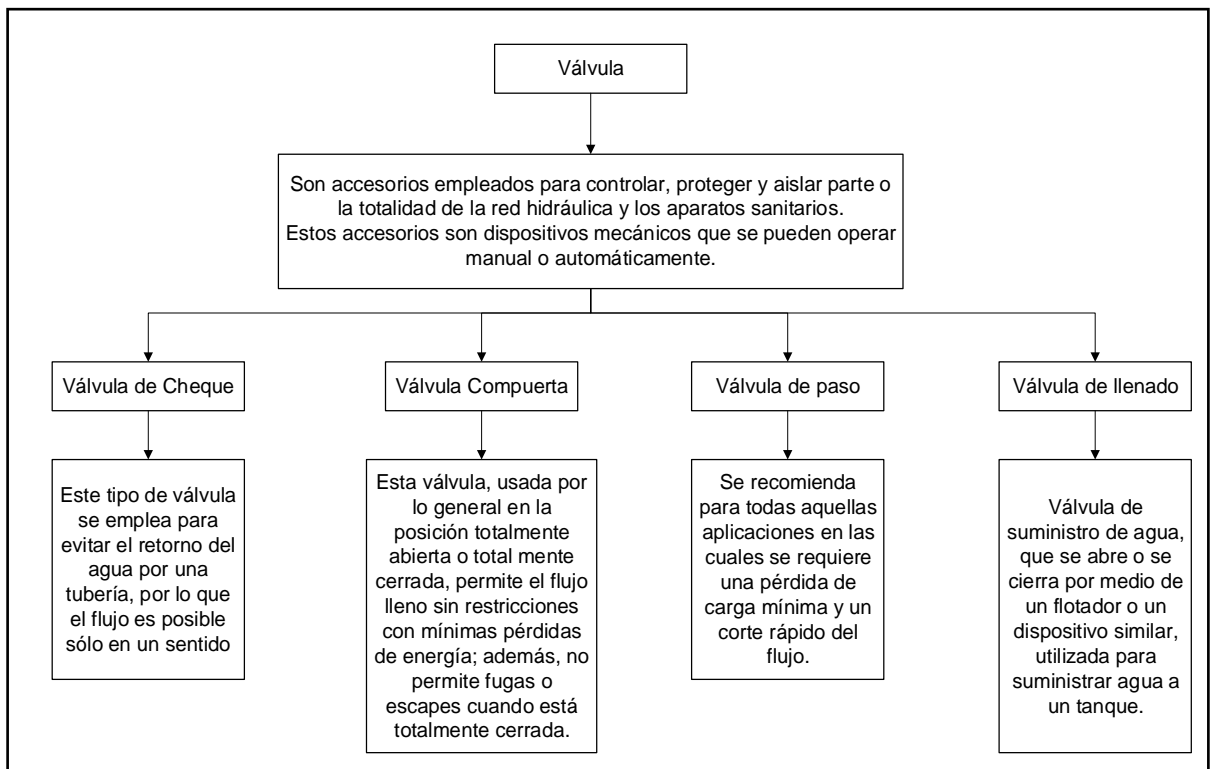 Válvula
Son accesorios empleados para controlar, proteger y aislar parte o
la totalidad de la red hidráulica y los aparatos sanitarios.
Estos accesorios son dispositivos mecánicos que se pueden operar
manual o automáticamente.
Válvula de Cheque
Válvula Compuerta
Válvula de paso
Válvula de llenado
Este tipo de válvula
se emplea para
evitar el retorno del
agua por una
tubería, por lo que
el flujo es posible
sólo en un sentido
Esta válvula, usada por
lo general en la
posición totalmente
abierta o total mente
cerrada, permite el flujo
lleno sin restricciones
con mínimas pérdidas
de energía; además, no
permite fugas o
escapes cuando está
totalmente cerrada.
Se recomienda
para todas aquellas
aplicaciones en las
cuales se requiere
una pérdida de
carga mínima y un
corte rápido del
flujo.
Válvula de
suministro de agua,
que se abre o se
cierra por medio de
un flotador o un
dispositivo similar,
utilizada para
suministrar agua a
un tanque.